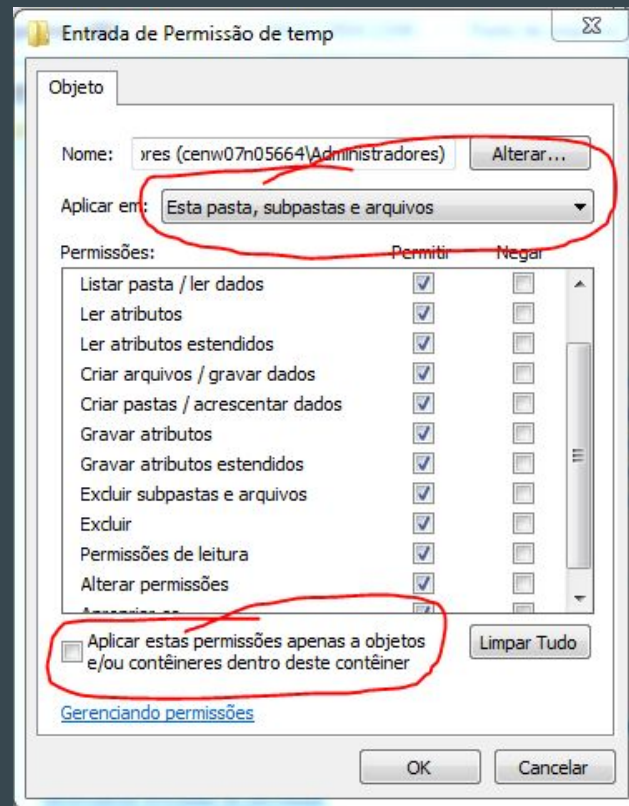 Entrada de Permissão de temp
Objeto
Nome: ores (cenw07n05664\Administradores) Alterar...
Aplicar em: Esta pasta, subpastas e arquivos
Permissões: Permitir Negar
Listar pasta / ler dados
Ler atributos
Ler atributos estendidos
Criar arquivos / gravar dados
Criar pastas / acrescentar dados
Gravar atributos
Gravar atributos estendidos
Excluir subpastas e arquivos
Excluir
Permissões de leitura
Alterar permissões
Aplicar estas permissões apenas a objetos
e/ou contêineres dentro deste contêiner
Limpar Tudo
Gerenciando permissões
OK Cancelar